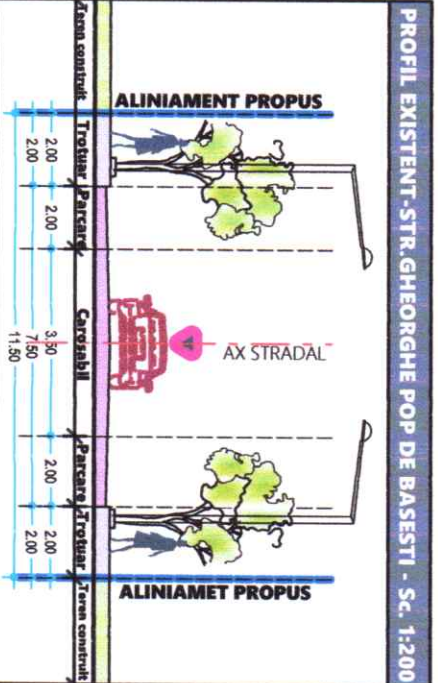 PROFIL EXISTENT-STR.GHEORGHE POP DE BASESTI - Sc. 1:200
ALINIAMENT PROPUS
AX STRADAL
ALINIAMET PROPUS
Teren construit Trotuar Parcare Carosabil Parcare Trotuar Teren construit
2.00 2.00 3.50 2.00 2.00
2.00 7.50 2.00
11.50